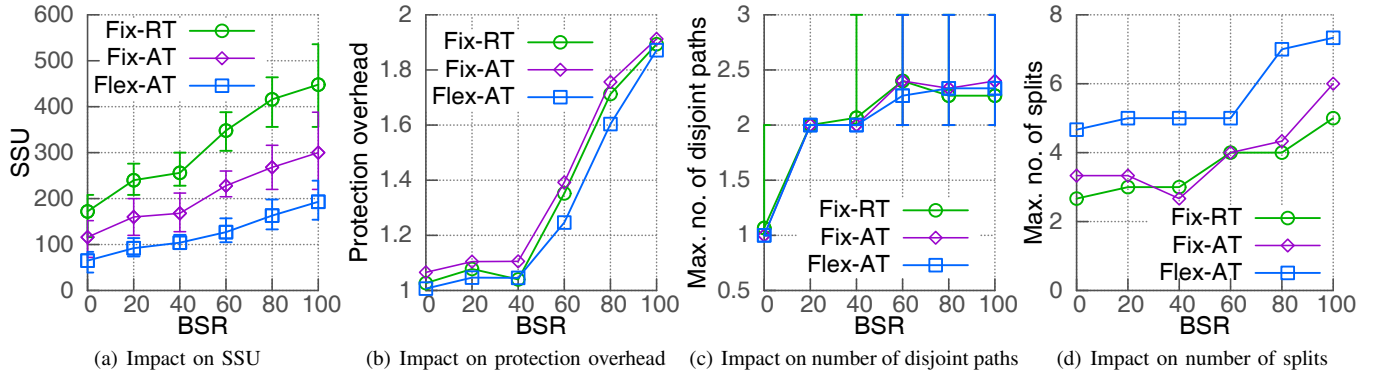 SSU
600
500
400
300
200
100
0
Fix-RT
Fix-AT
Flex-AT
0 20 40 60 80 100
BSR
(a) Impact on SSU
Protection overhead
2
1.8
1.6
1.4
1.2
1
Fix-RT
Fix-AT
Flex-AT
0 20 40 60 80 100
BSR
(b) Impact on protection overhead
Max. no. of disjoint paths
3
2.5
2
1.5
1
0.5
Fix-RT
Fix-AT
Flex-AT
0 20 40 60 80 100
BSR
(c) Impact on number of disjoint paths
Max. no. of splits
8
6
4
2
0
Fix-RT
Fix-AT
Flex-AT
0 20 40 60 80 100
BSR
(d) Impact on number of splits